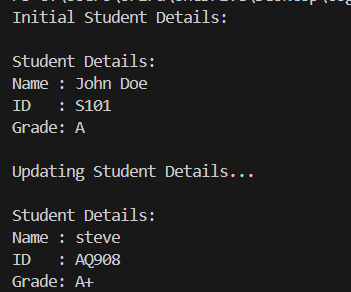 Initial Student Details:
Student Details:
Name : John Doe
ID   : S101
Grade: A
Updating Student Details...
Student Details:
Name : steve
ID   : AQ908
Grade: A+